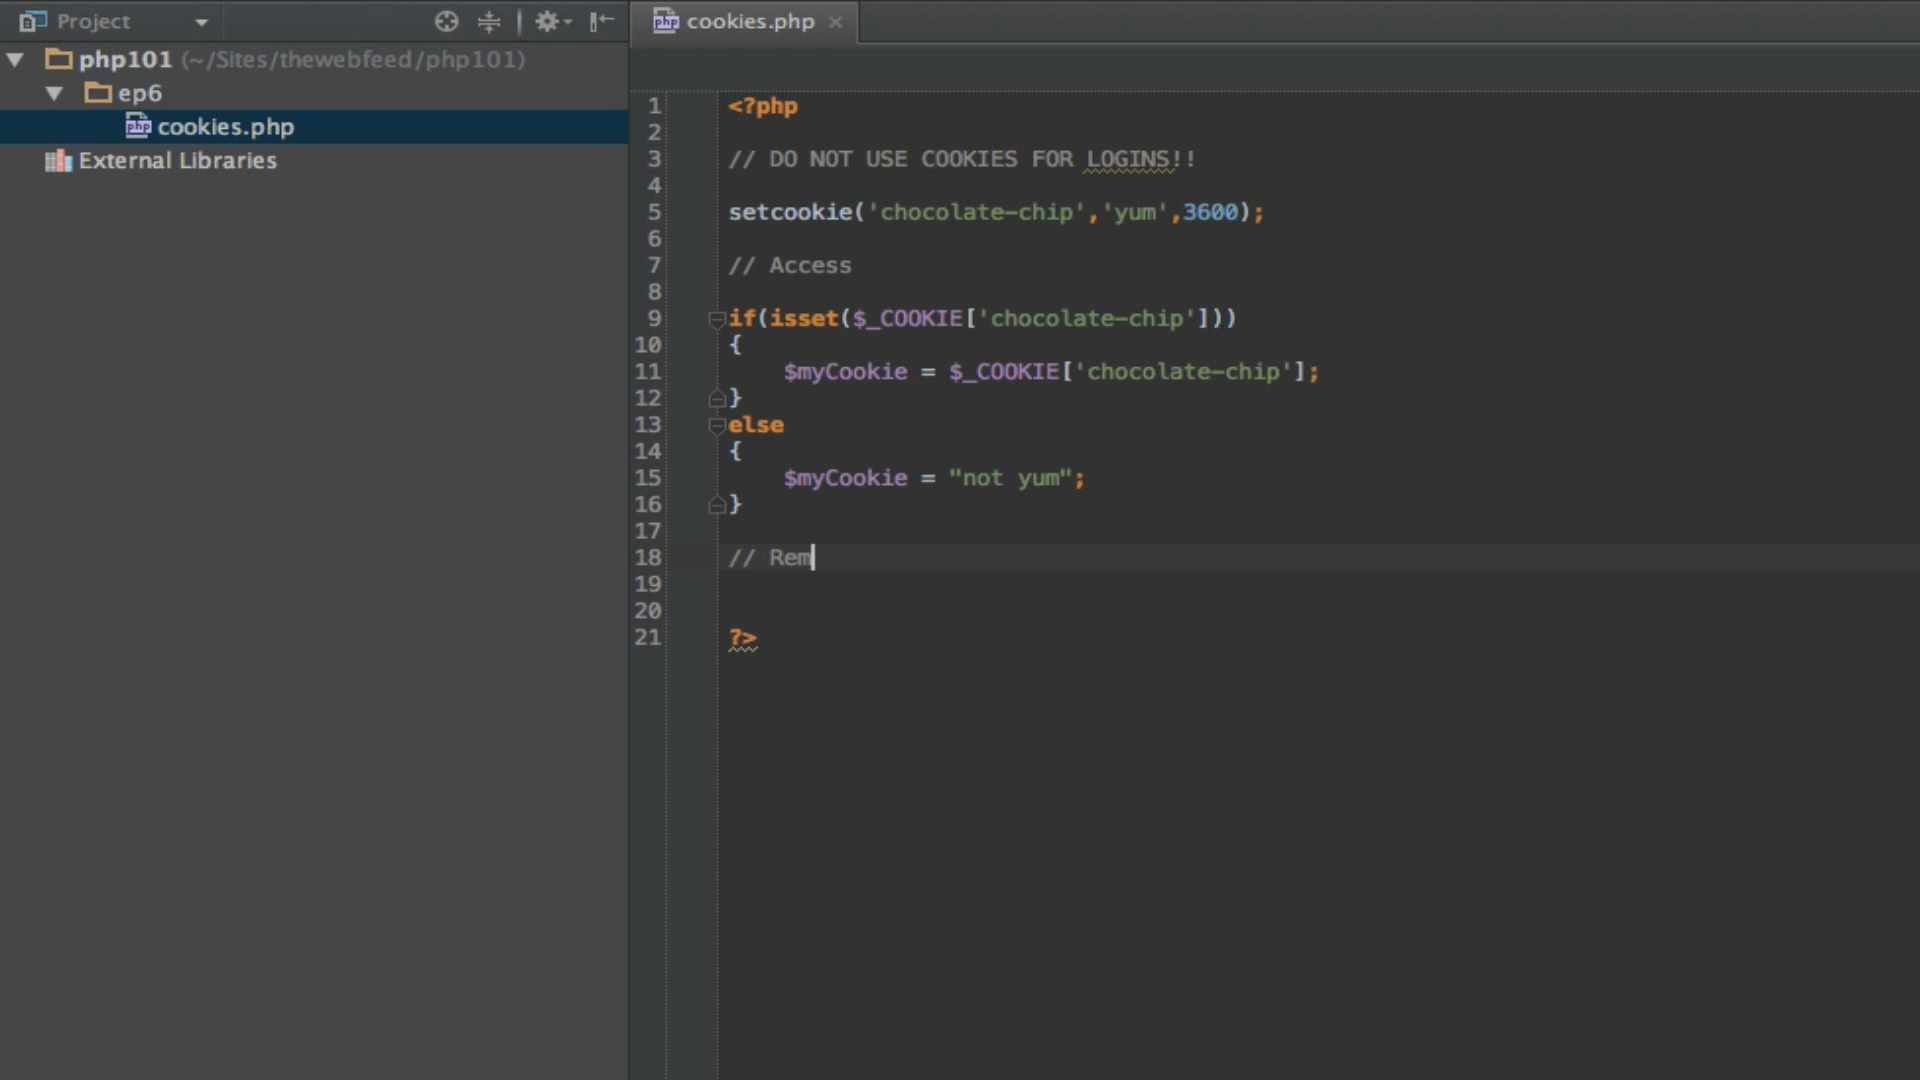 Project
php101 (~/Sites/thewebfeed/php101)
ep6
php cookies.php
External Libraries
php cookies.php ×
1 <?php
2
3 // DO NOT USE COOKIES FOR LOGINS!!
4
5 setcookie('chocolate-chip','yum',3600);
6
7 // Access
8
9 if(isset($_COOKIE['chocolate-chip']))
10 {
11 $myCookie = $_COOKIE['chocolate-chip'];
12 }
13 else
14 {
15 $myCookie = "not yum";
16 }
17
18 // Rem
19
20
21 ?>